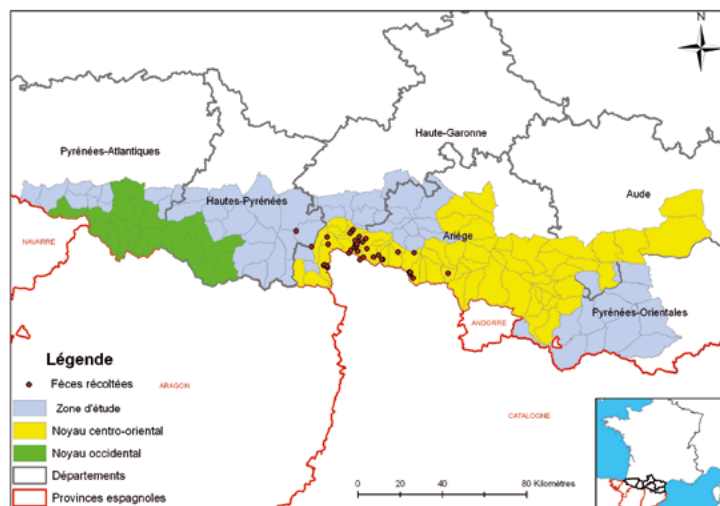 N
Pyrénées-Atlantiques
Haute-Garonne
Hautes-Pyrénées
Aude
NAVARRE
Ariège
Pyrénées-Orientales
ANDORRE
Légende
Fèces récoltées
ARAGON
Zone d'étude
Noyau centro-oriental
CATALOGNE
Noyau occidental
Départements
Provinces espagnoles
0 20 40 80 Kilomètres